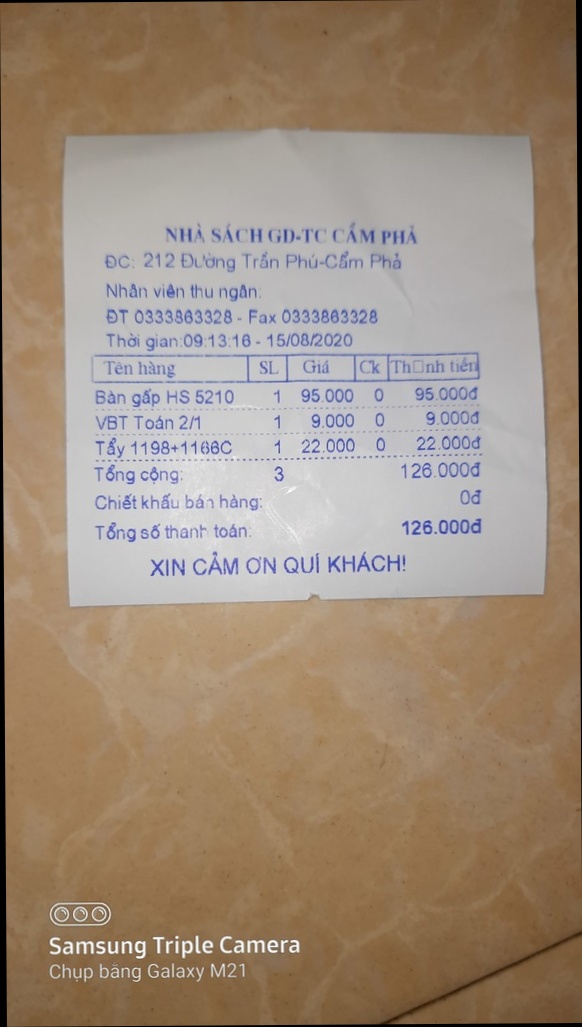 NHÀ SÁCH GD-TC CẨM PHẢ
ĐC: 212 Đường Trần Phú-Cẩm Phả
Nhân viên thu ngân:
ĐT 0333863328 - Fax 0333863328
Thời gian:09:13:16 - 15/08/2020
Tên hàng SL Giá Ck Th□nh tiền
Bàn gấp HS 5210 1 95.000 0 95.000đ
VBT Toán 2/1 1 9.000 0 9.000đ
Tẩy 1198+1166C 1 22.000 0 22.000đ
Tổng cộng: 3 126.000đ
Chiết khấu bán hàng: 0đ
Tổng số thanh toán: 126.000đ
XIN CẢM ƠN QUÍ KHÁCH!
Samsung Triple Camera
Chụp bằng Galaxy M21